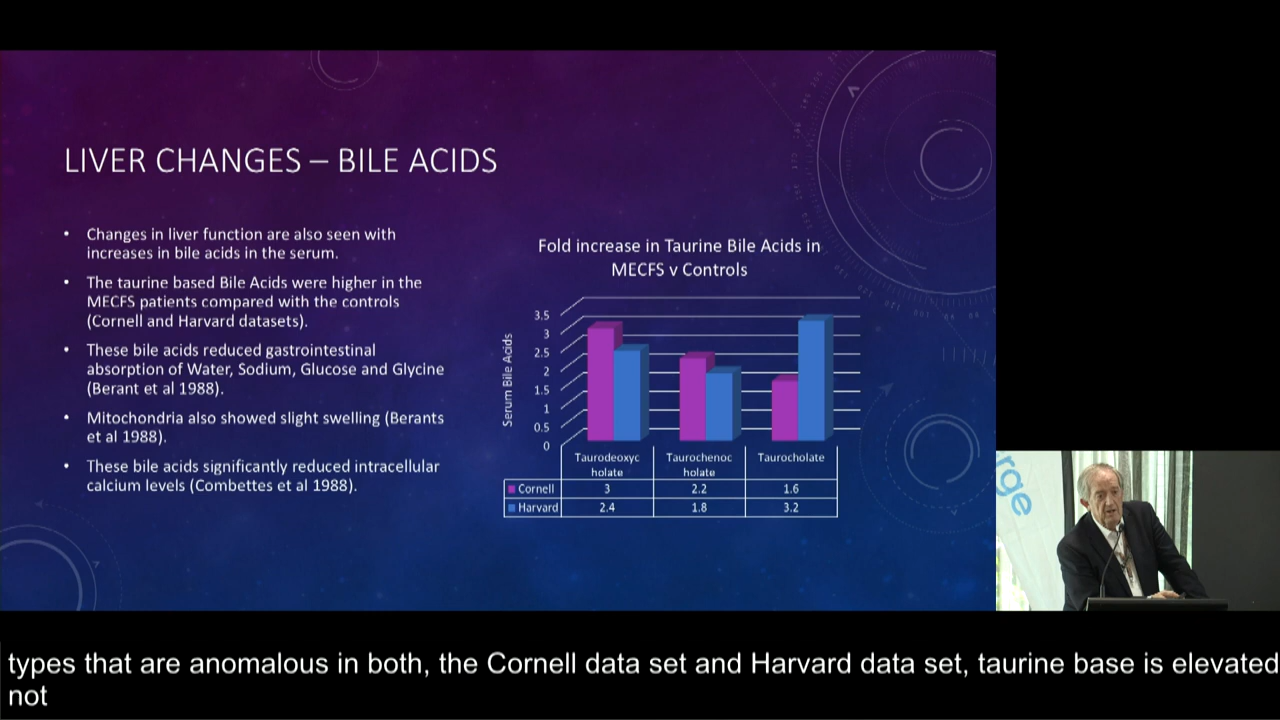 LIVER CHANGES – BILE ACIDS
• Changes in liver function are also seen with
increases in bile acids in the serum.
• The taurine based Bile Acids were higher in the
MECFS patients compared with the controls
(Cornell and Harvard datasets).
• These bile acids reduced gastrointestinal
absorption of Water, Sodium, Glucose and Glycine
(Berant et al 1988).
• Mitochondria also showed slight swelling (Berants
et al 1988).
• These bile acids significantly reduced intracellular
calcium levels (Combettes et al 1988).
Fold increase in Taurine Bile Acids in
MECFS v Controls
Serum Bile Acids
3.5
3
2.5
2
1.5
1
0.5
0
Taurodeoxyc Taurochenoc Taurocholate
holate holate
Cornell 3 2.2 1.6
Harvard 2.4 1.8 3.2
rge
types that are anomalous in both, the Cornell data set and Harvard data set, taurine base is elevated
not